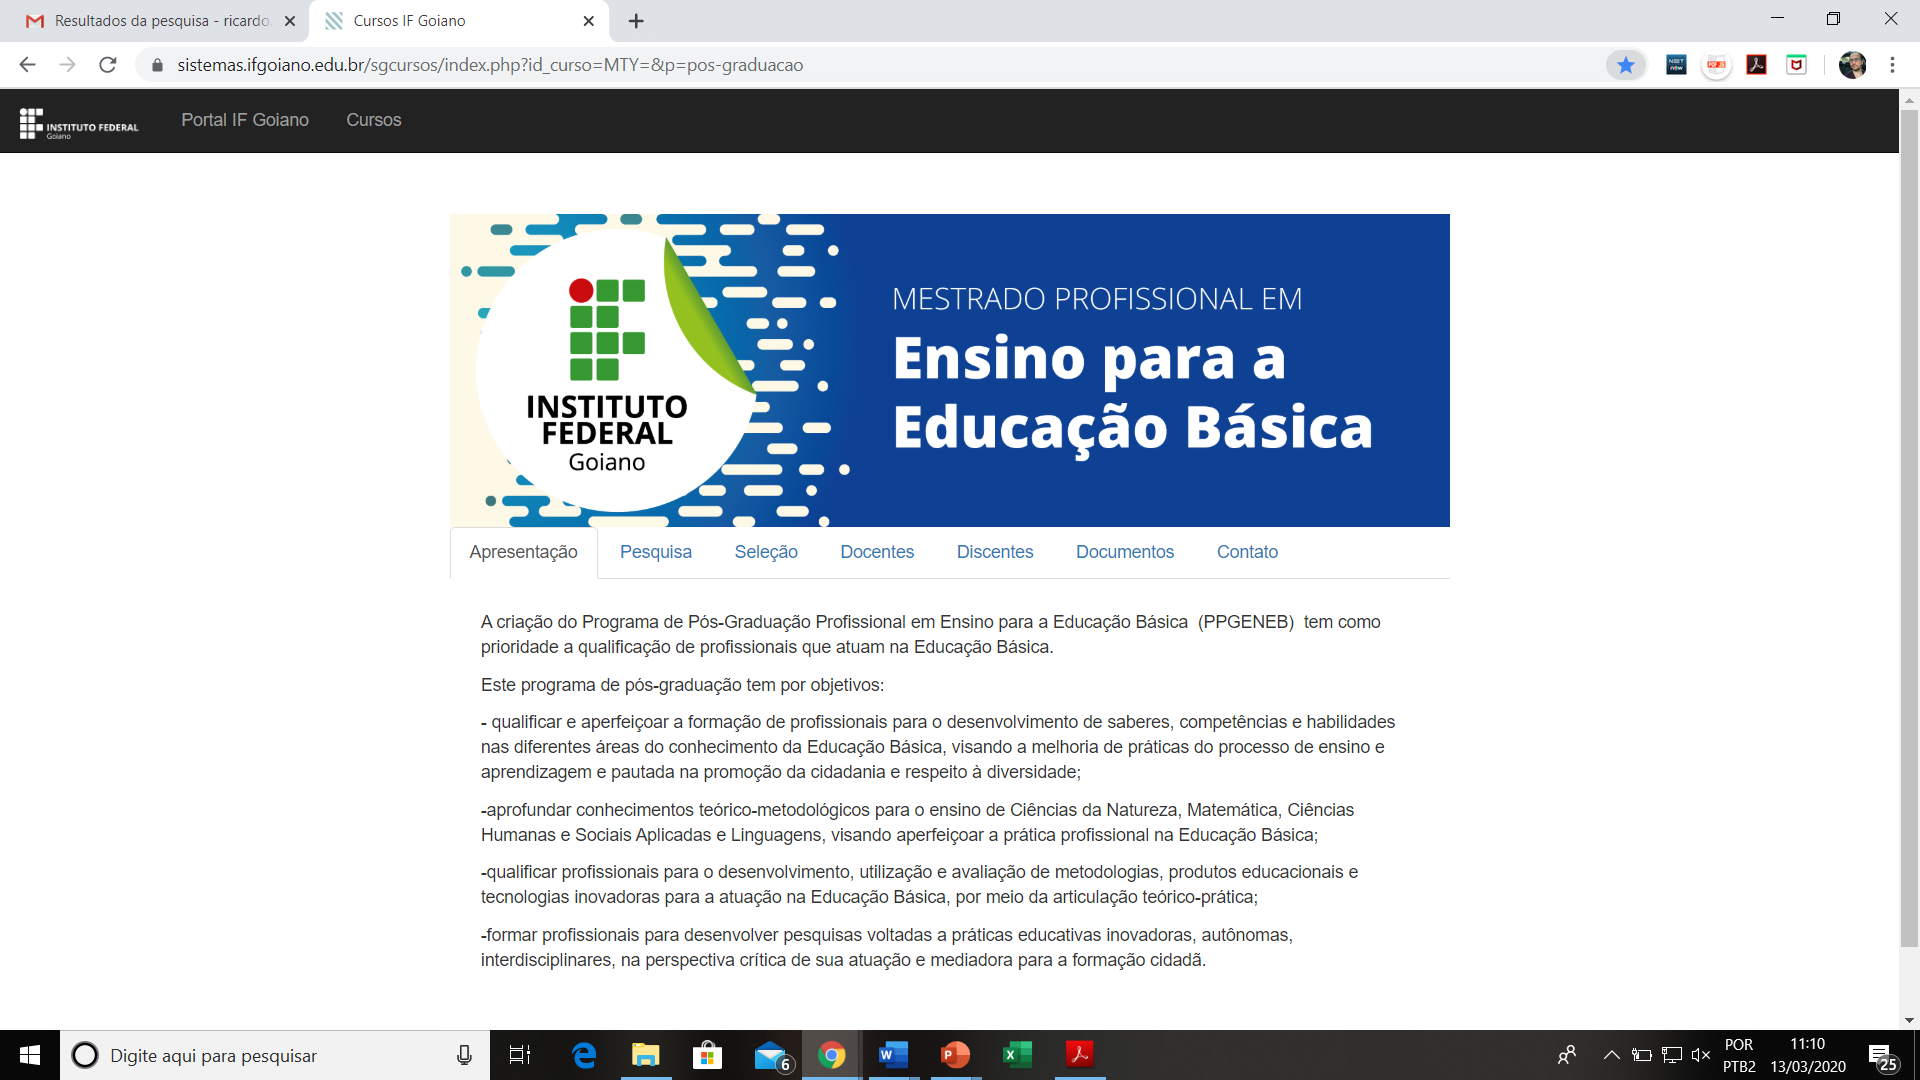 Resultados da pesquisa - ricardo
Cursos IF Goiano
sistemas.ifgoiano.edu.br/sgcursos/index.php?id_curso=MTY=&p=pos-graduacao
INSTITUTO FEDERAL
Goiano
Portal IF Goiano
Cursos
INSTITUTO
FEDERAL
Goiano
MESTRADO PROFISSIONAL EM
Ensino para a
Educação Básica
Apresentação
Pesquisa
Seleção
Docentes
Discentes
Documentos
Contato
A criação do Programa de Pós-Graduação Profissional em Ensino para a Educação Básica (PPGENEB) tem como
prioridade a qualificação de profissionais que atuam na Educação Básica.
Este programa de pós-graduação tem por objetivos:
- qualificar e aperfeiçoar a formação de profissionais para o desenvolvimento de saberes, competências e habilidades
nas diferentes áreas do conhecimento da Educação Básica, visando a melhoria de práticas do processo de ensino e
aprendizagem e pautada na promoção da cidadania e respeito à diversidade;
-aprofundar conhecimentos teórico-metodológicos para o ensino de Ciências da Natureza, Matemática, Ciências
Humanas e Sociais Aplicadas e Linguagens, visando aperfeiçoar a prática profissional na Educação Básica;
-qualificar profissionais para o desenvolvimento, utilização e avaliação de metodologias, produtos educacionais e
tecnologias inovadoras para a atuação na Educação Básica, por meio da articulação teórico-prática;
-formar profissionais para desenvolver pesquisas voltadas a práticas educativas inovadoras, autônomas,
interdisciplinares, na perspectiva crítica de sua atuação e mediadora para a formação cidadã.
Digite aqui para pesquisar
6
POR
PTB2
11:10
13/03/2020
25